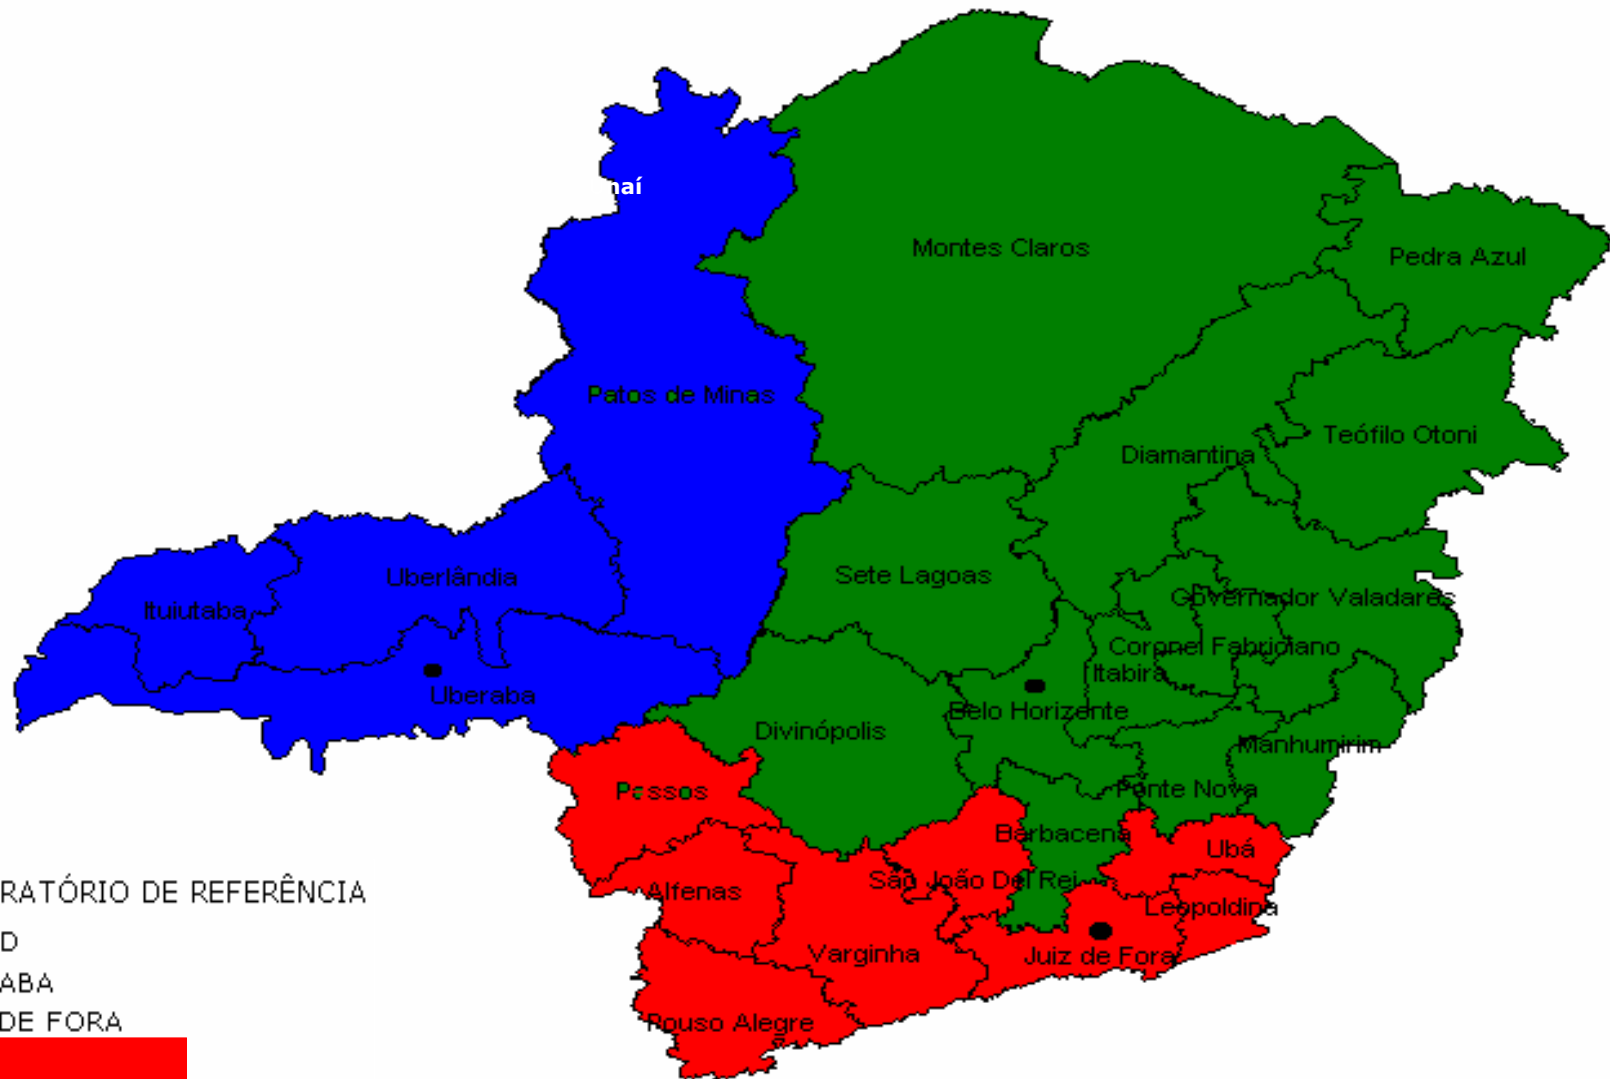 naí
Montes Claros
Pedra Azul
Patos de Minas
Teófilo Otoni
Diamantina
Sete Lagoas
Uberlândia
Governador Valadares
Ituiutaba
Coronel Fabriciano
Itabira
Uberaba
Belo Horizonte
Divinópolis
Manhumirim
Passos
Ponte Nova
Barbacena
Ubá
São João Del Rei
Alfenas
Leopoldina
Varginha
Juiz de Fora
Pouso Alegre
RATÓRIO DE REFERÊNCIA
D
ABA
DE FORA